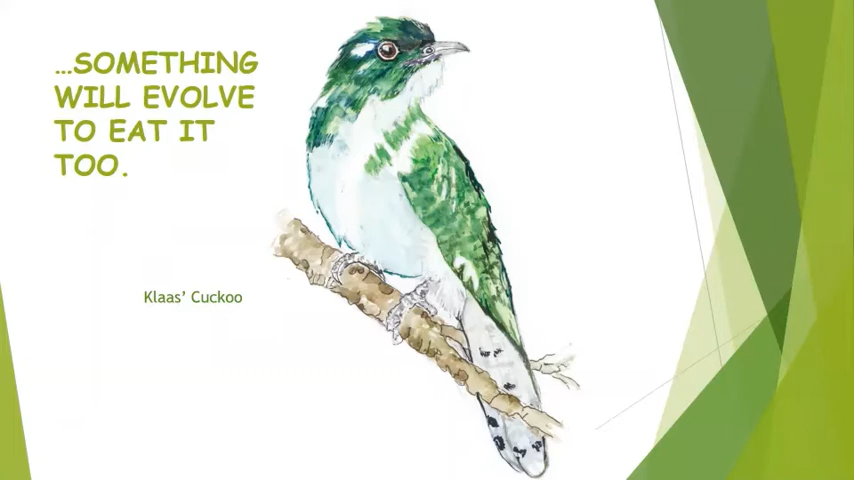 …SOMETHING
WILL EVOLVE
TO EAT IT
TOO.
Klaas’ Cuckoo